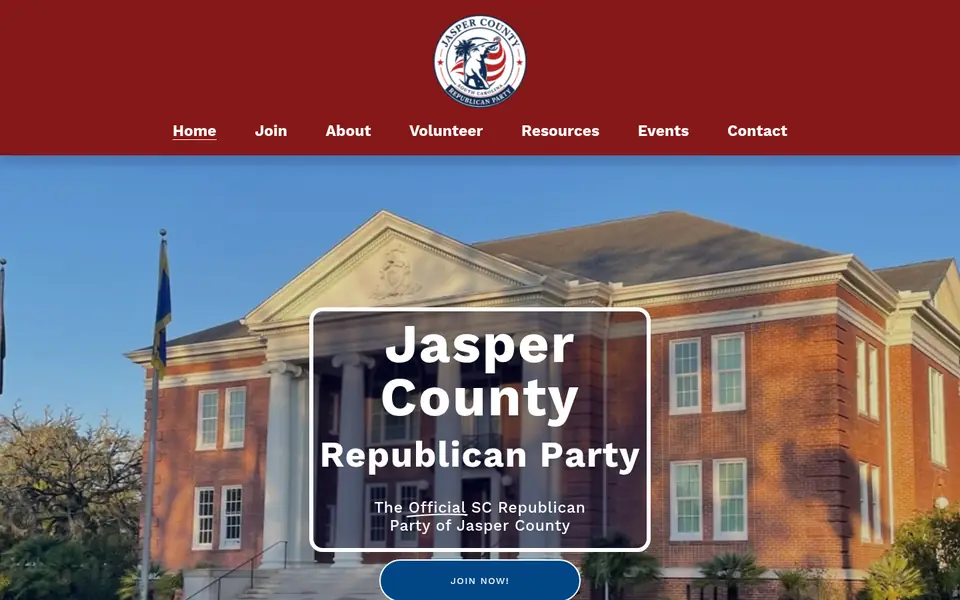 JASPER COUNTY
SOUTH CAROLINA
REPUBLICAN PARTY
Home Join About Volunteer Resources Events Contact
Jasper
County
Republican Party
The Official SC Republican
Party of Jasper County
JOIN NOW!